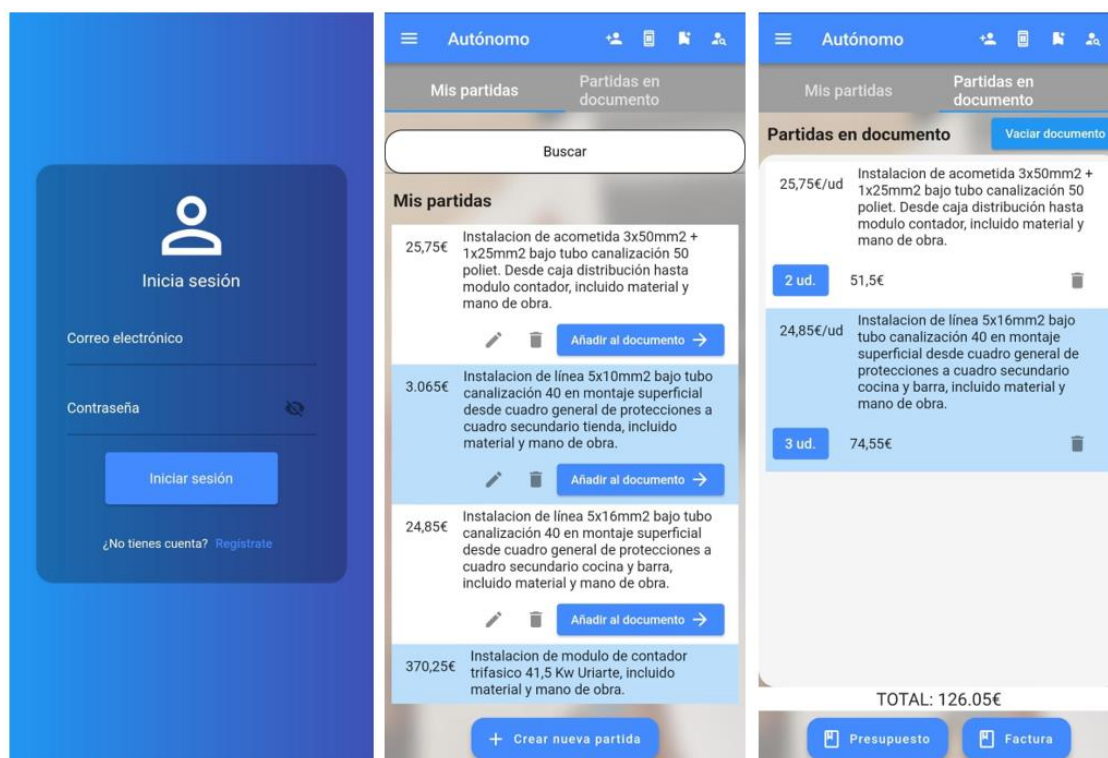 Inicia sesión
Correo electrónico
Contraseña
Iniciar sesión
¿No tienes cuenta? Regístrate
Autónomo
Mis partidas
Partidas en
documento
Buscar
Mis partidas
25,75€
Instalacion de acometida 3x50mm2 +
1x25mm2 bajo tubo canalización 50
poliet. Desde caja distribución hasta
modulo contador, incluido material y
mano de obra.
Añadir al documento
3.065€
Instalacion de línea 5x10mm2 bajo tubo
canalización 40 en montaje superficial
desde cuadro general de protecciones a
cuadro secundario tienda, incluido
material y mano de obra.
Añadir al documento
24,85€
Instalacion de línea 5x16mm2 bajo tubo
canalización 40 en montaje superficial
desde cuadro general de protecciones a
cuadro secundario cocina y barra,
incluido material y mano de obra.
Añadir al documento
370,25€
Instalacion de modulo de contador
trifasico 41,5 Kw Uriarte, incluido
material y mano de obra.
+ Crear nueva partida
Autónomo
Mis partidas
Partidas en
documento
Partidas en documento
Vaciar documento
25,75€/ud
Instalacion de acometida 3x50mm2 +
1x25mm2 bajo tubo canalización 50
poliet. Desde caja distribución hasta
modulo contador, incluido material y
mano de obra.
2 ud.
51,5€
24,85€/ud
Instalacion de línea 5x16mm2 bajo
tubo canalización 40 en montaje
superficial desde cuadro general de
protecciones a cuadro secundario
cocina y barra, incluido material y
mano de obra.
3 ud.
74,55€
TOTAL: 126.05€
Presupuesto
Factura